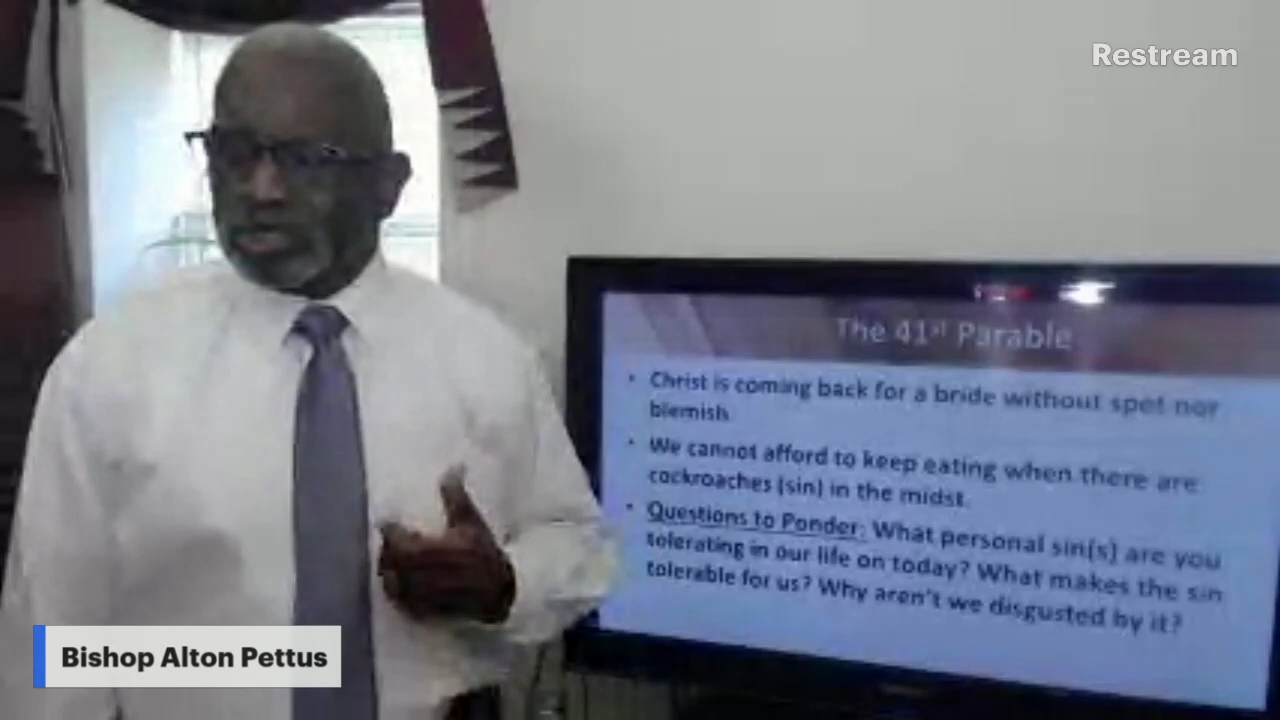 Restream
The 41st Parable
• Christ is coming back for a bride without spot nor
blemish.
• We cannot afford to keep eating when there are
cockroaches (sin) in the midst.
• Questions to Ponder: What personal sin(s) are you
tolerating in our life on today? What makes the sin
tolerable for us? Why aren't we disgusted by it?
Bishop Alton Pettus